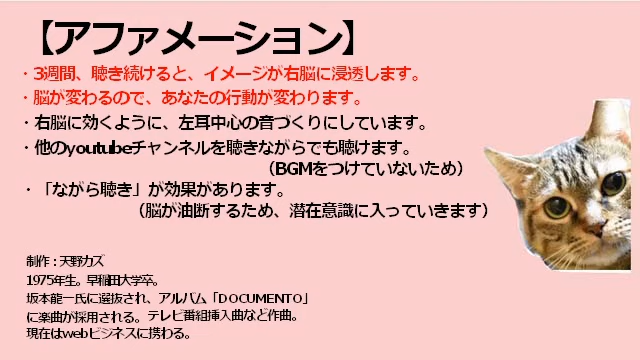 【アファメーション】
・3週間、聴き続けると、イメージが右脳に浸透します。
・脳が変わるので、あなたの行動が変わります。
・右脳に効くように、左耳中心の音づくりにしています。
・他のyoutubeチャンネルを聴きながらでも聴けます。
（BGMをつけていないため）
・「ながら聴き」が効果があります。
（脳が油断するため、潜在意識に入っていきます）
制作：天野カズ
1975年生。早稲田大学卒。
坂本龍一氏に選抜され、アルバム「DOCUMENTO」
に楽曲が採用される。テレビ番組挿入曲など作曲。
現在はwebビジネスに携わる。